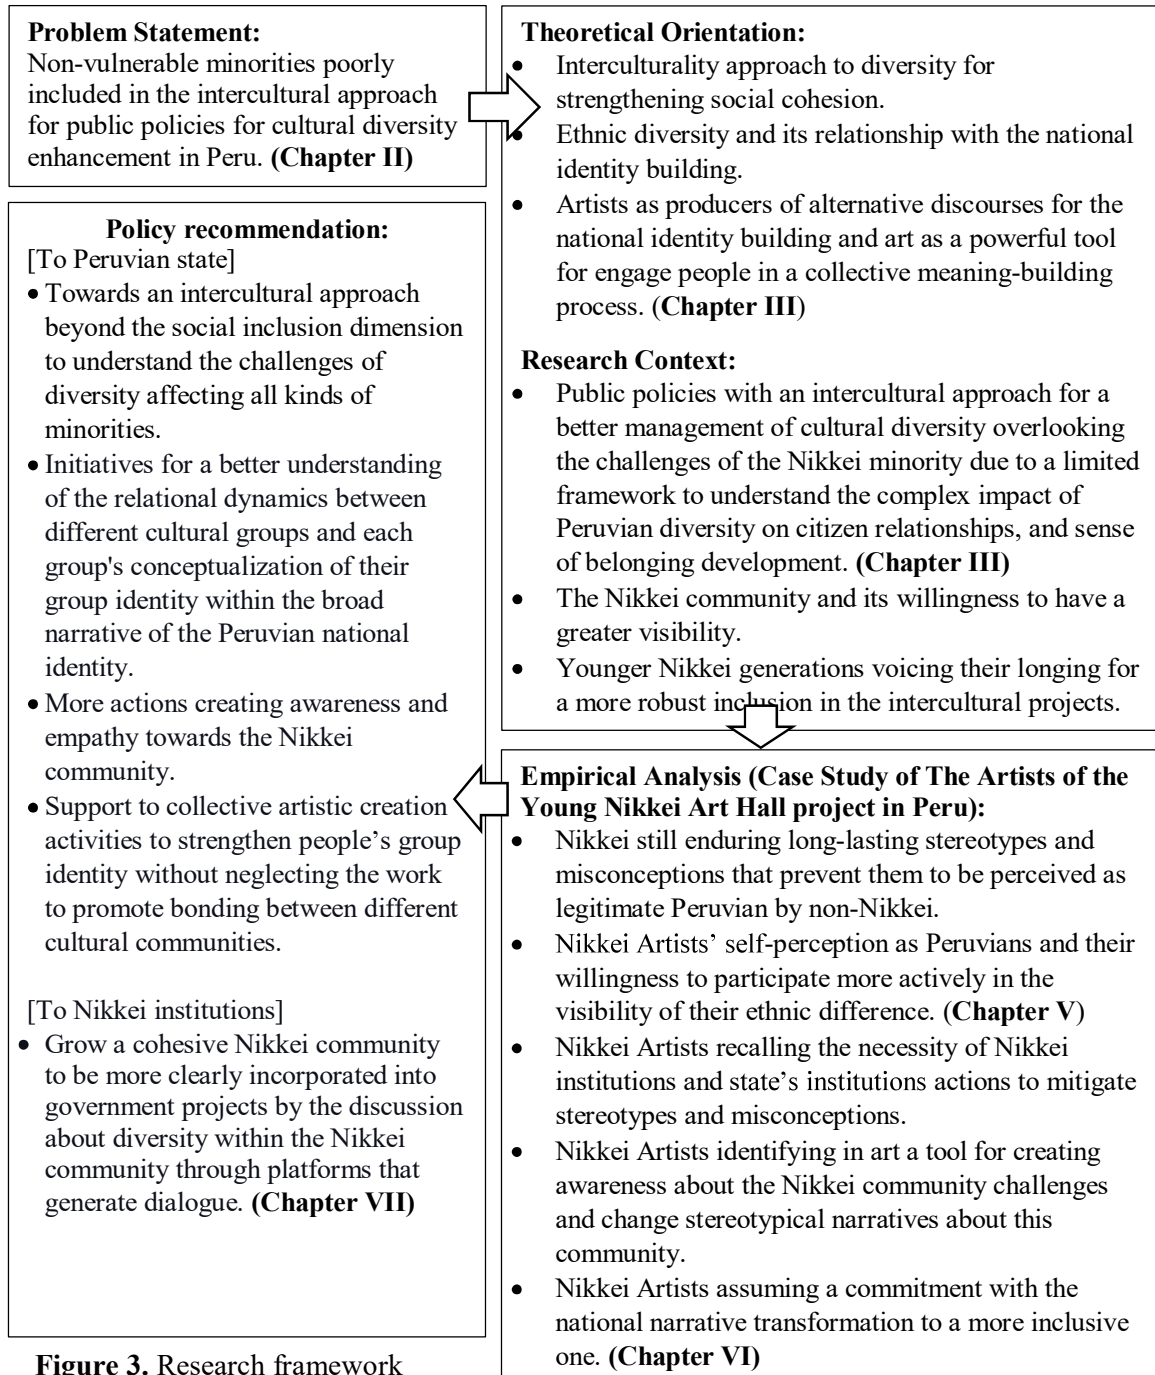 Problem Statement:
Non-vulnerable minorities poorly
included in the intercultural approach
for public policies for cultural diversity
enhancement in Peru. (Chapter II)
Theoretical Orientation:
• Interculturality approach to diversity for
strengthening social cohesion.
• Ethnic diversity and its relationship with the national
identity building.
• Artists as producers of alternative discourses for the
national identity building and art as a powerful tool
for engage people in a collective meaning-building
process. (Chapter III)
Research Context:
• Public policies with an intercultural approach for a
better management of cultural diversity overlooking
the challenges of the Nikkei minority due to a limited
framework to understand the complex impact of
Peruvian diversity on citizen relationships, and sense
of belonging development. (Chapter III)
• The Nikkei community and its willingness to have a
greater visibility.
• Younger Nikkei generations voicing their longing for
a more robust inclusion in the intercultural projects.
Empirical Analysis (Case Study of The Artists of the
Young Nikkei Art Hall project in Peru):
• Nikkei still enduring long-lasting stereotypes and
misconceptions that prevent them to be perceived as
legitimate Peruvian by non-Nikkei.
• Nikkei Artists' self-perception as Peruvians and their
willingness to participate more actively in the
visibility of their ethnic difference. (Chapter V)
• Nikkei Artists recalling the necessity of Nikkei
institutions and state's institutions actions to mitigate
stereotypes and misconceptions.
• Nikkei Artists identifying in art a tool for creating
awareness about the Nikkei community challenges
and change stereotypical narratives about this
community.
• Nikkei Artists assuming a commitment with the
national narrative transformation to a more inclusive
one. (Chapter VI)
Policy recommendation:
[To Peruvian state]
• Towards an intercultural approach
beyond the social inclusion dimension
to understand the challenges of
diversity affecting all kinds of
minorities.
• Initiatives for a better understanding
of the relational dynamics between
different cultural groups and each
group's conceptualization of their
group identity within the broad
narrative of the Peruvian national
identity.
• More actions creating awareness and
empathy towards the Nikkei
community.
• Support to collective artistic creation
activities to strengthen people's group
identity without neglecting the work
to promote bonding between different
cultural communities.
[To Nikkei institutions]
• Grow a cohesive Nikkei community
to be more clearly incorporated into
government projects by the discussion
about diversity within the Nikkei
community through platforms that
generate dialogue. (Chapter VII)
Figure 3. Research framework